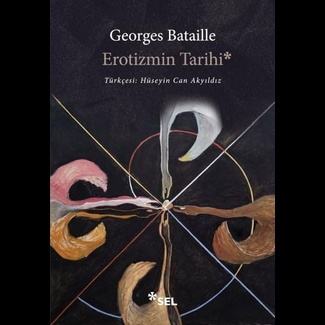 Georges Bataille
Erotizmin Tarihi*
Türkçesi: Hüseyin Can Akyıldız
*SEL